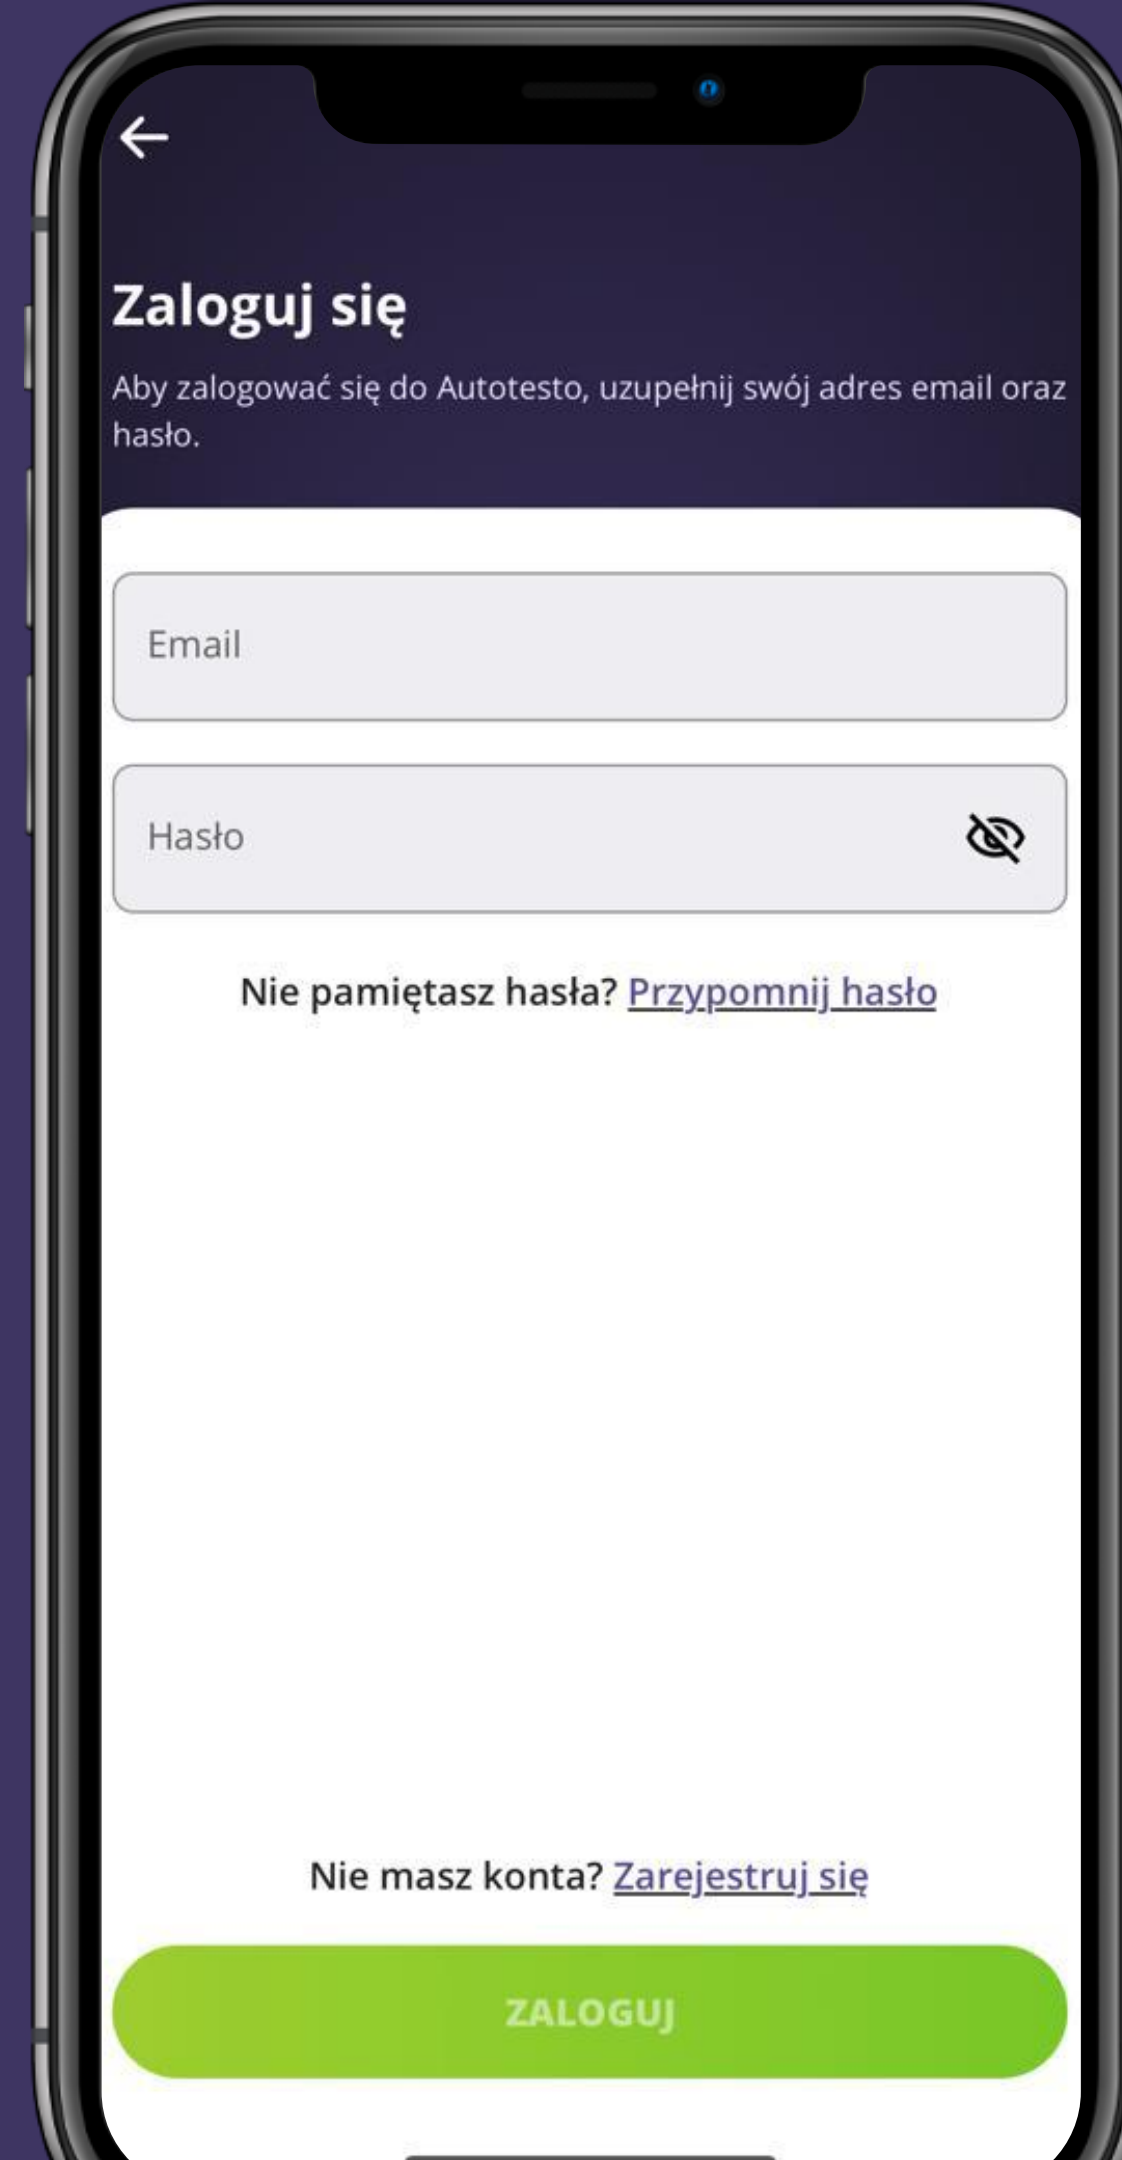 Zaloguj się
Aby zalogować się do Autotesto, uzupełnij swój adres email oraz
hasło.
Email
Hasło
Nie pamiętasz hasła? Przypomnij hasło
Nie masz konta? Zarejestruj się
ZALOGUJ